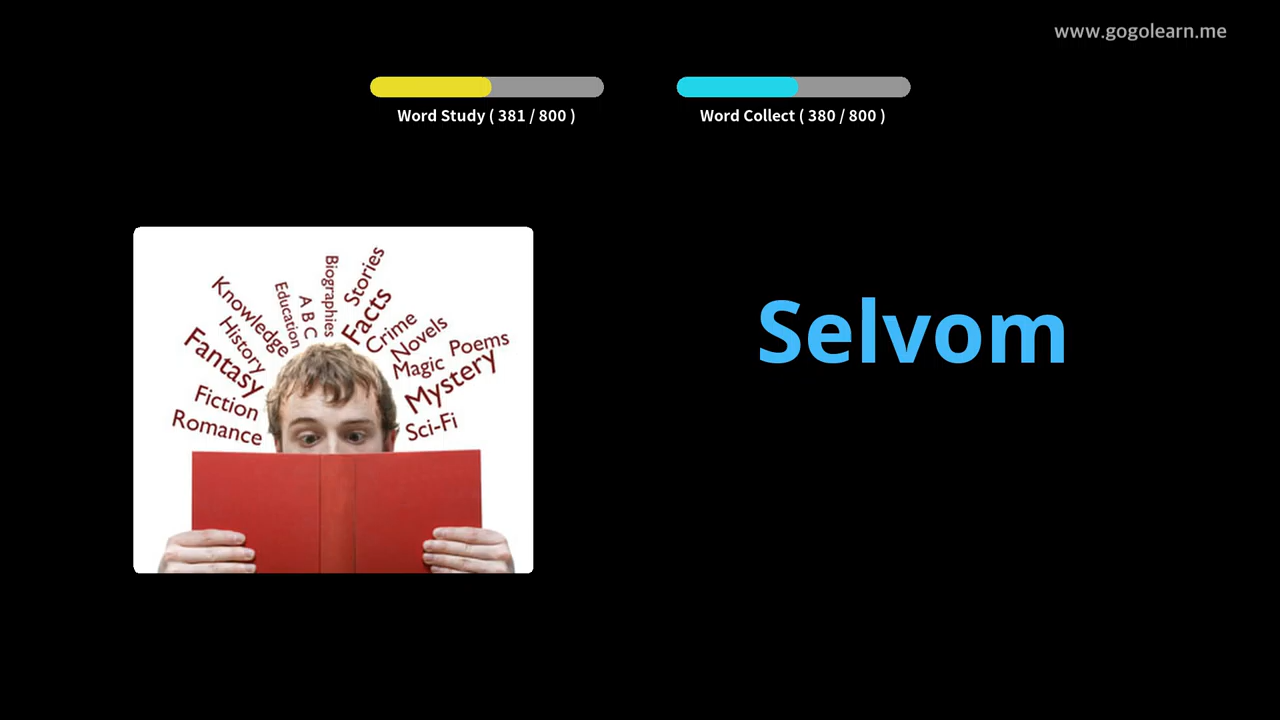 www.gogolearn.me
Word Study ( 381 / 800 )
Word Collect ( 380 / 800 )
Selvom
Biographies
Stories
Facts
Education
A B C
Knowledge
History
Fantasy
Fiction
Romance
Crime
Novels
Magic
Poems
Mystery
Sci-Fi